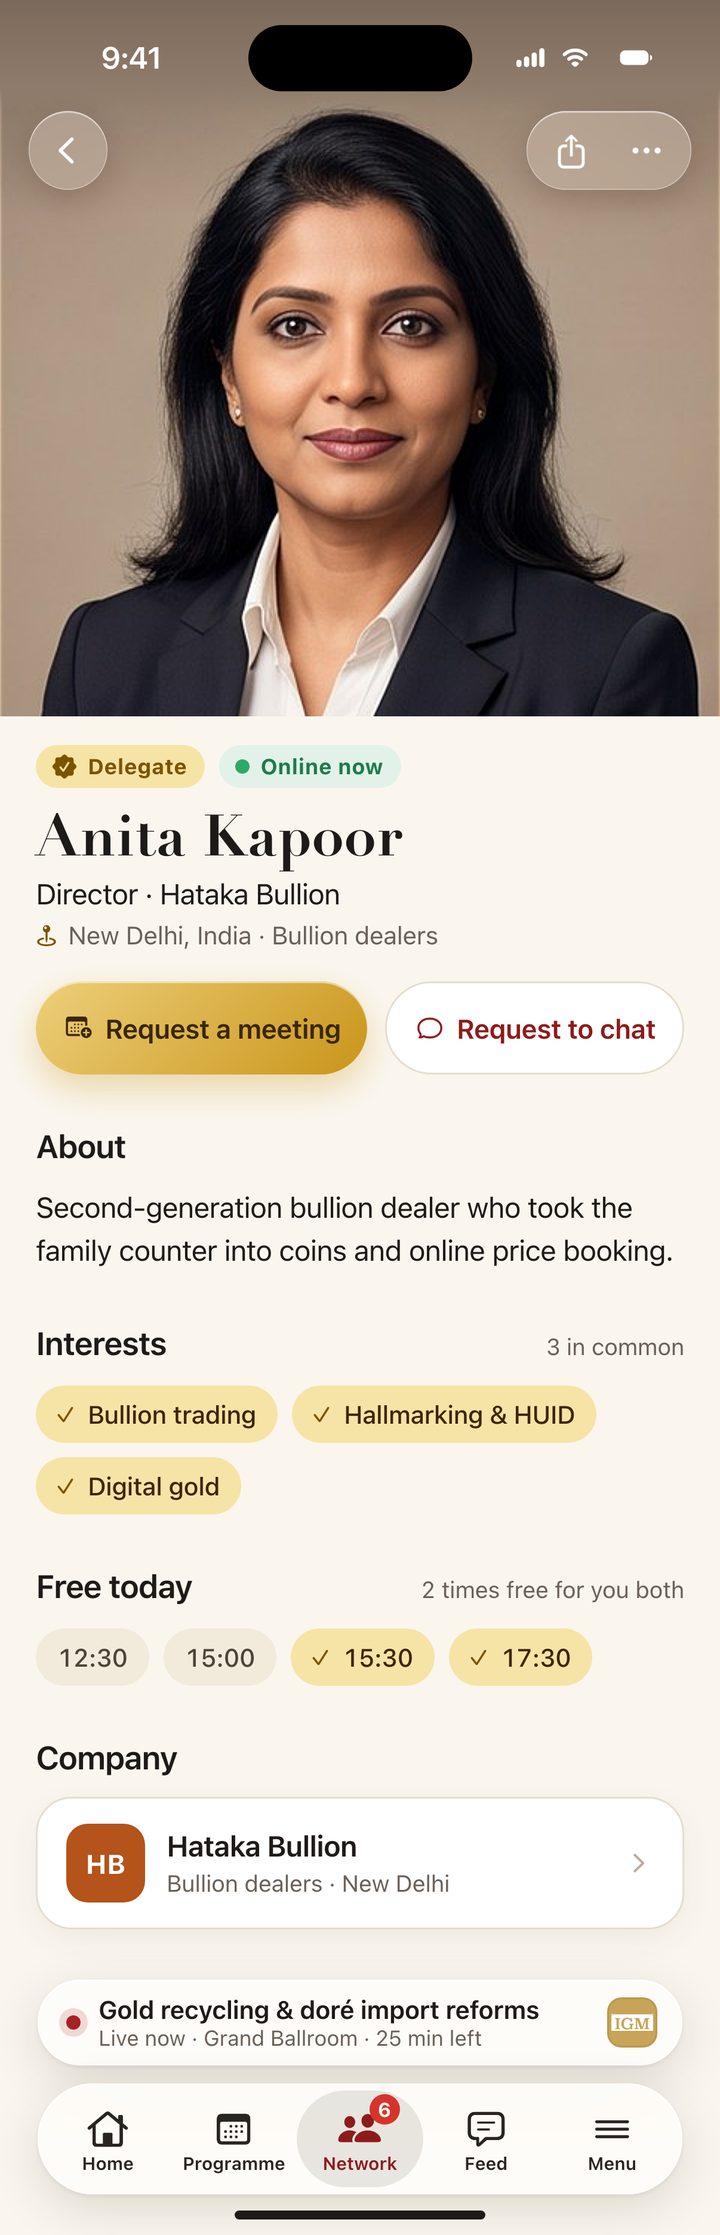 9:41
Delegate
Online now
Anita Kapoor
Director · Hataka Bullion
New Delhi, India · Bullion dealers
Request a meeting
Request to chat
About
Second-generation bullion dealer who took the
family counter into coins and online price booking.
Interests
3 in common
Bullion trading
Hallmarking & HUID
Digital gold
Free today
2 times free for you both
12:30
15:00
15:30
17:30
Company
HB
Hataka Bullion
Bullion dealers · New Delhi
Gold recycling & doré import reforms
Live now · Grand Ballroom · 25 min left
IGM
6
Home
Programme
Network
Feed
Menu